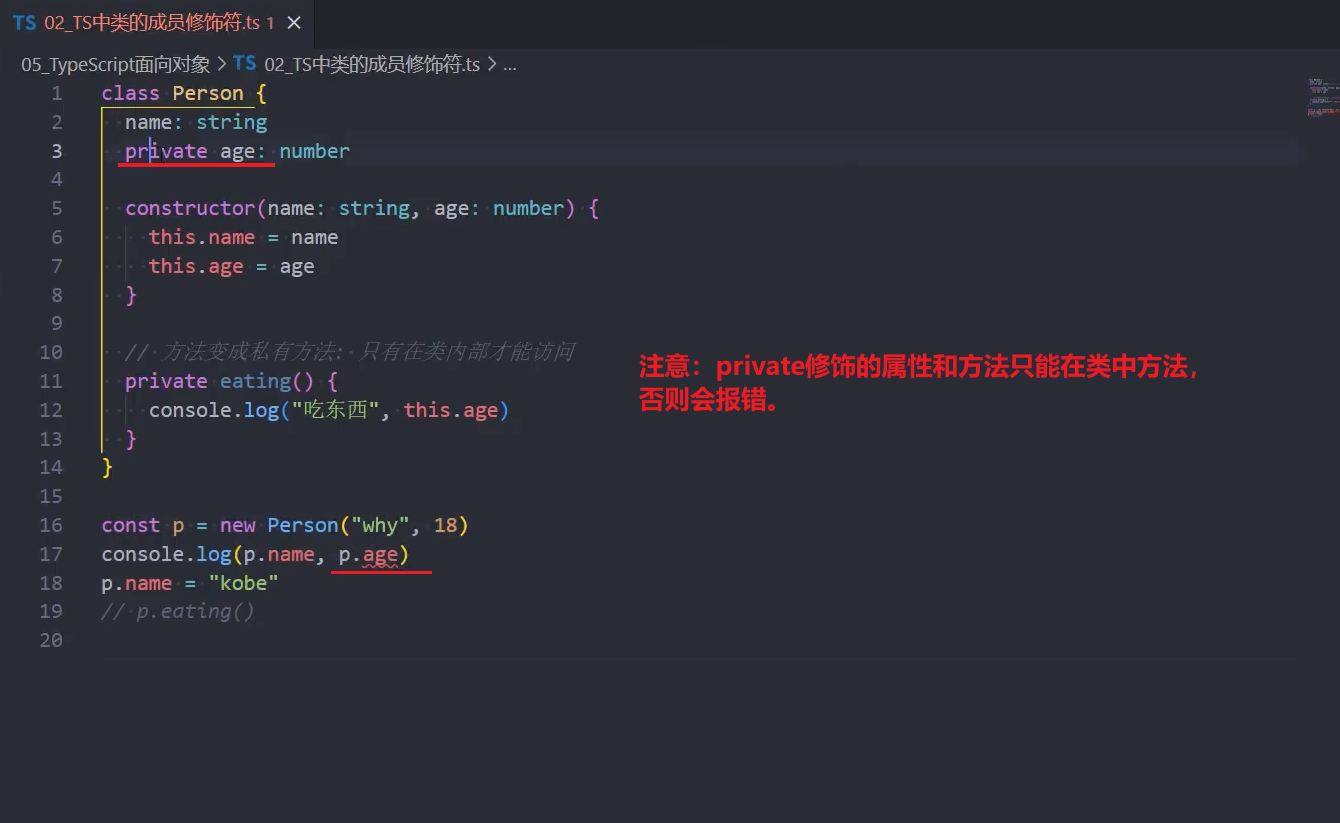 TS 02_TS中类的成员修饰符.ts 1 ×
05_TypeScript面向对象 > TS 02_TS中类的成员修饰符.ts > ...
1 class Person {
2 name: string
3 private age: number
4
5 constructor(name: string, age: number) {
6 this.name = name
7 this.age = age
8 }
9
10 // 方法变成私有方法: 只有在类内部才能访问
11 private eating() {
12 console.log("吃东西", this.age)
13 }
14 }
15
16 const p = new Person("why", 18)
17 console.log(p.name, p.age)
18 p.name = "kobe"
19 // p.eating()
20
注意：private修饰的属性和方法只能在类中方法，
否则会报错。